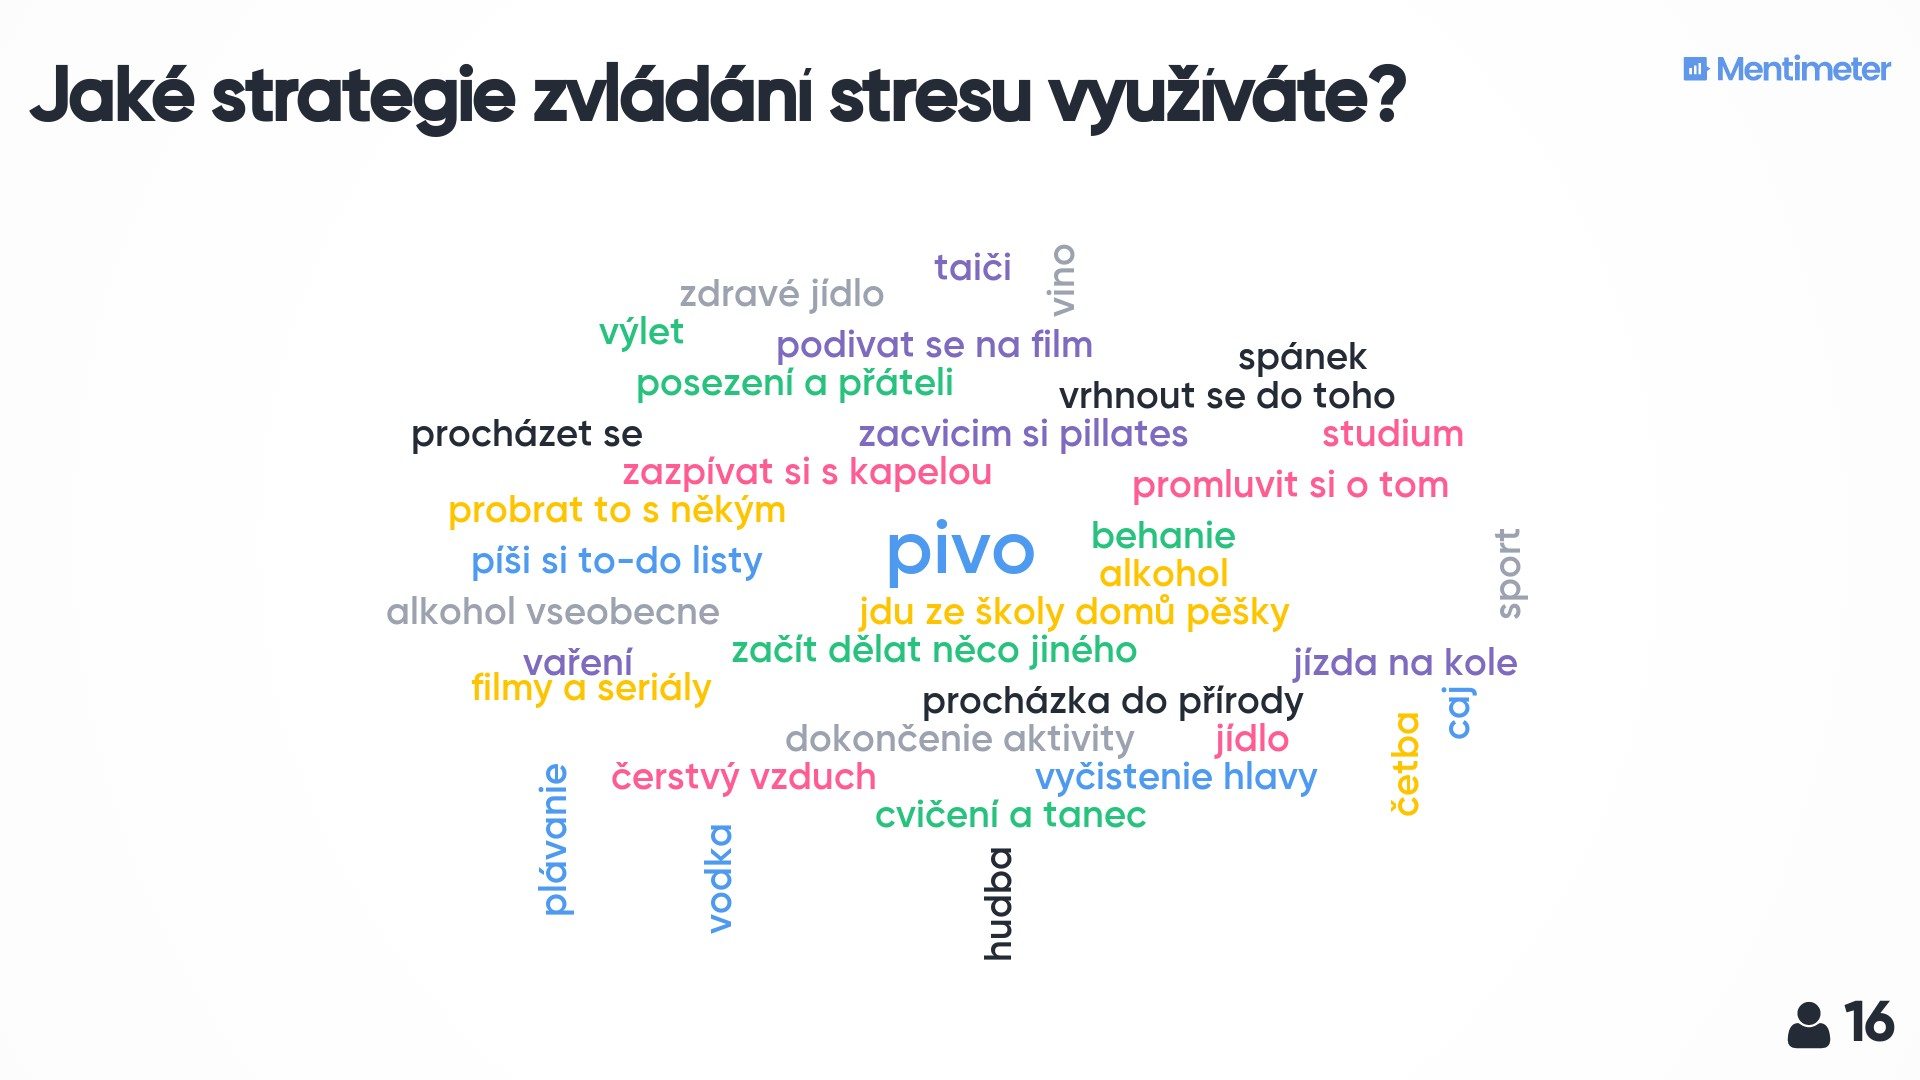 Jaké strategie zvládání stresu využíváte?
Mentimeter
taiči
vino
zdravé jídlo
výlet
podivat se na film
spánek
posezení a přáteli
vrhnout se do toho
procházet se
zacvicim si pillates
studium
zazpívat si s kapelou
promluvit si o tom
probrat to s někým
pivo
behanie
sport
píši si to-do listy
alkohol
alkohol vseobecne
jdu ze školy domů pěšky
začít dělat něco jiného
vaření
jízda na kole
filmy a seriály
caj
procházka do přírody
dokončenie aktivity
jídlo
četba
čerstvý vzduch
vyčistenie hlavy
cvičení a tanec
plávanie
vodka
hudba
16